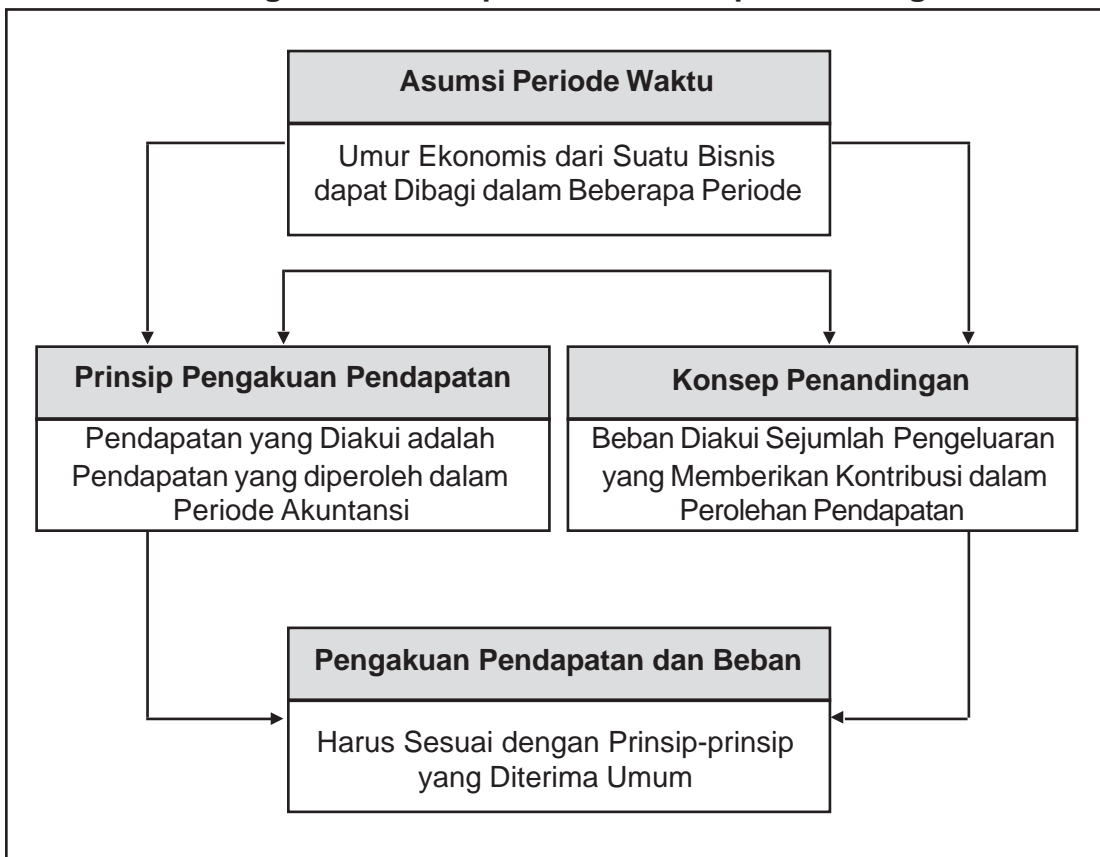 Asumsi Periode Waktu
Umur Ekonomis dari Suatu Bisnis
dapat Dibagi dalam Beberapa Periode
Prinsip Pengakuan Pendapatan
Pendapatan yang Diakui adalah
Pendapatan yang diperoleh dalam
Periode Akuntansi
Konsep Penandingan
Beban Diakui Sejumlah Pengeluaran
yang Memberikan Kontribusi dalam
Perolehan Pendapatan
Pengakuan Pendapatan dan Beban
Harus Sesuai dengan Prinsip-prinsip
yang Diterima Umum